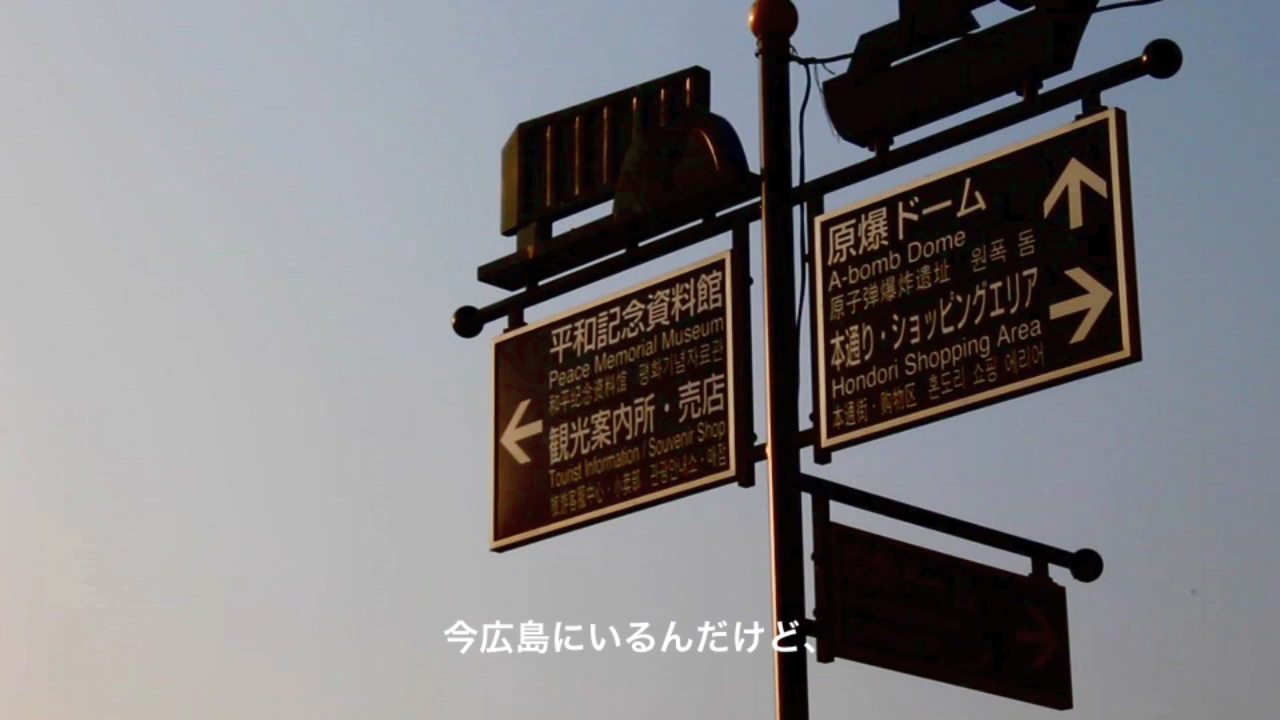 平和記念資料館
Peace Memorial Museum
和平纪念资料馆 평화기념자료관
観光案内所・売店
Tourist Information / Souvenir Shop
旅游客服中心・小卖部 관광안내소・매점
原爆ドーム
A-bomb Dome
原子弹爆炸遗址 원폭 돔
本通り・ショッピングエリア
Hondori Shopping Area
本通街・购物区 혼도리 쇼핑 에리어
今広島にいるんだけど、